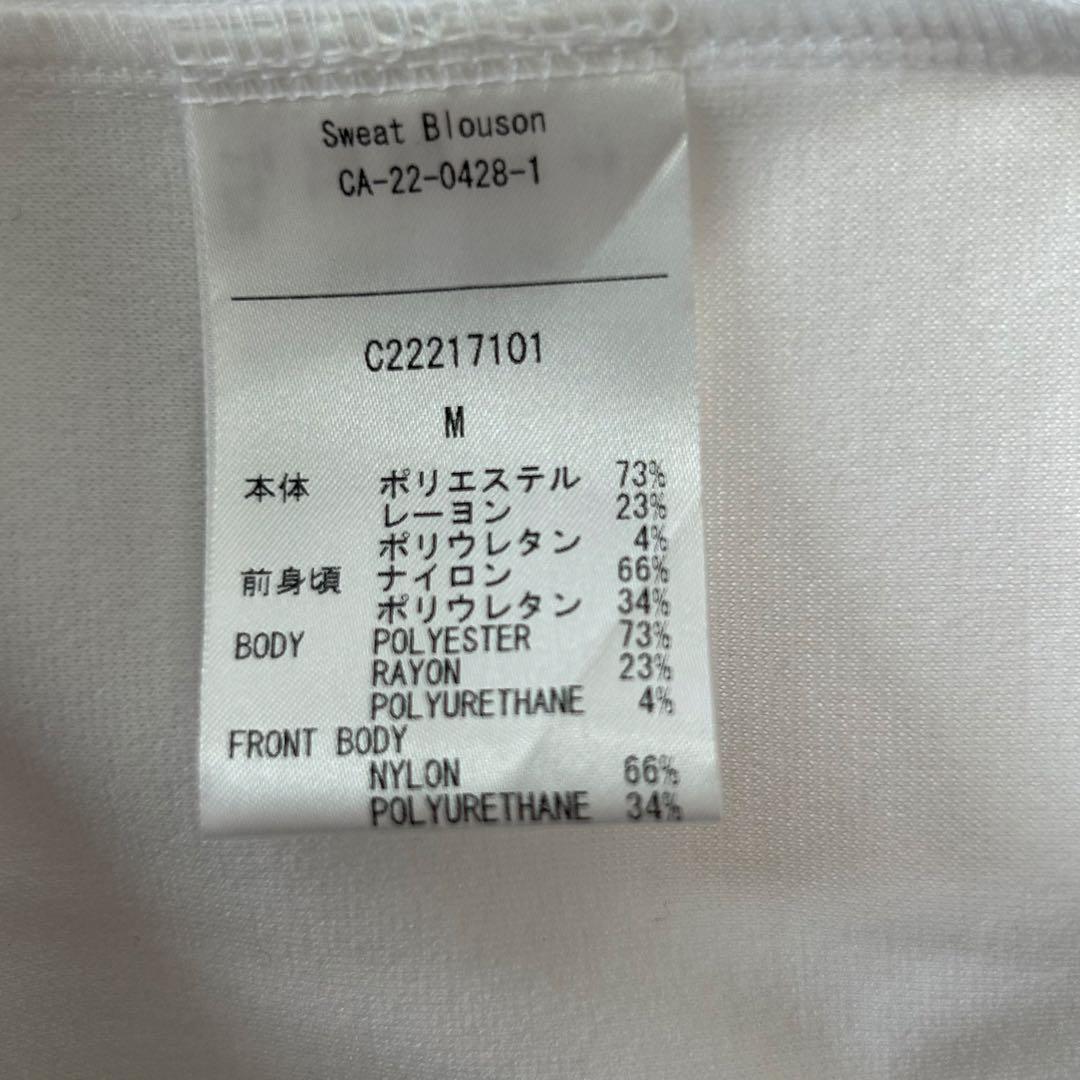 Sweat Blouson
CA-22-0428-1
C22217101
M
本体 ポリエステル 73%
レーヨン 23%
ポリウレタン 4%
前身頃 ナイロン 66%
ポリウレタン 34%
BODY POLYESTER 73%
RAYON 23%
POLYURETHANE 4%
FRONT BODY
NYLON 66%
POLYURETHANE 34%